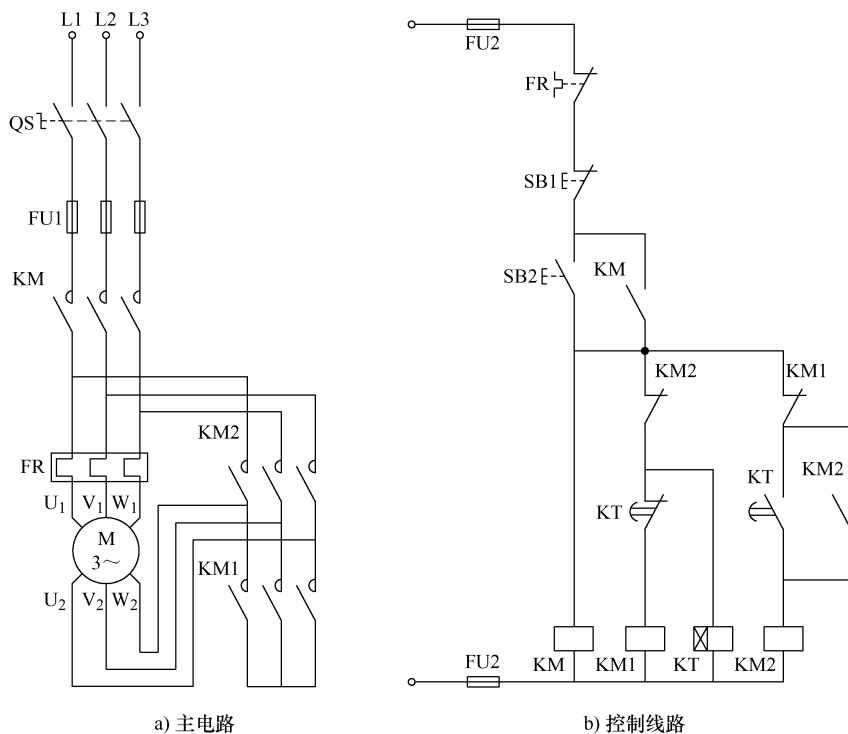 L1 L2 L3
QS
FU1
KM
KM2
FR
U1 V1 W1
M
3～
KM1
U2 V2 W2
a) 主电路
FU2
FR
SB1
SB2
KM
KM2
KM1
KM2
KT
KT
KM
KM1
KT
KM2
FU2
b) 控制线路